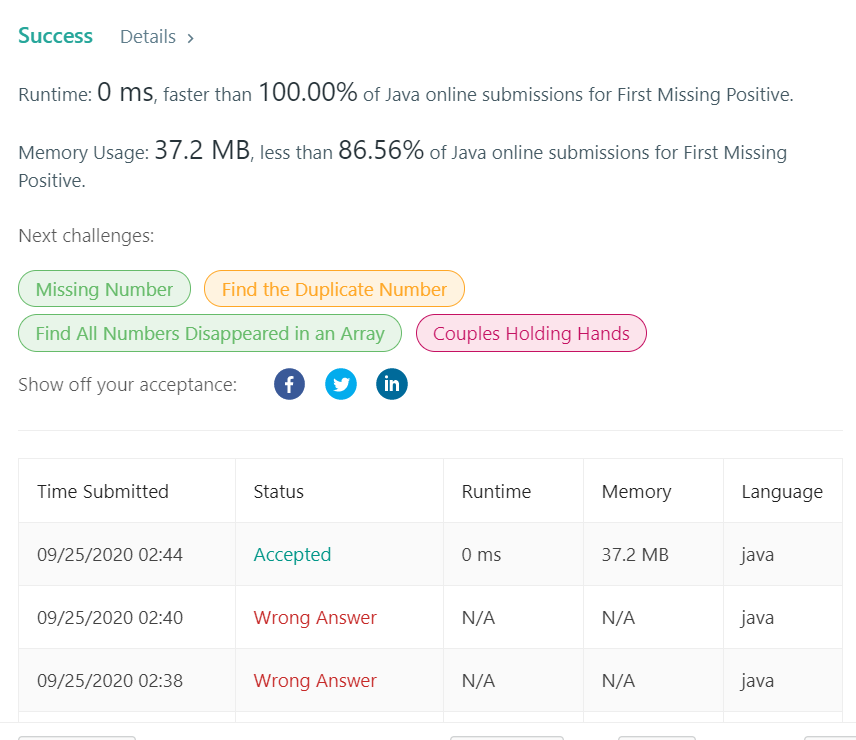 Success Details >
Runtime: 0 ms, faster than 100.00% of Java online submissions for First Missing Positive.
Memory Usage: 37.2 MB, less than 86.56% of Java online submissions for First Missing
Positive.
Next challenges:
Missing Number Find the Duplicate Number
Find All Numbers Disappeared in an Array Couples Holding Hands
Show off your acceptance: f in
Time Submitted Status Runtime Memory Language
09/25/2020 02:44 Accepted 0 ms 37.2 MB java
09/25/2020 02:40 Wrong Answer N/A N/A java
09/25/2020 02:38 Wrong Answer N/A N/A java